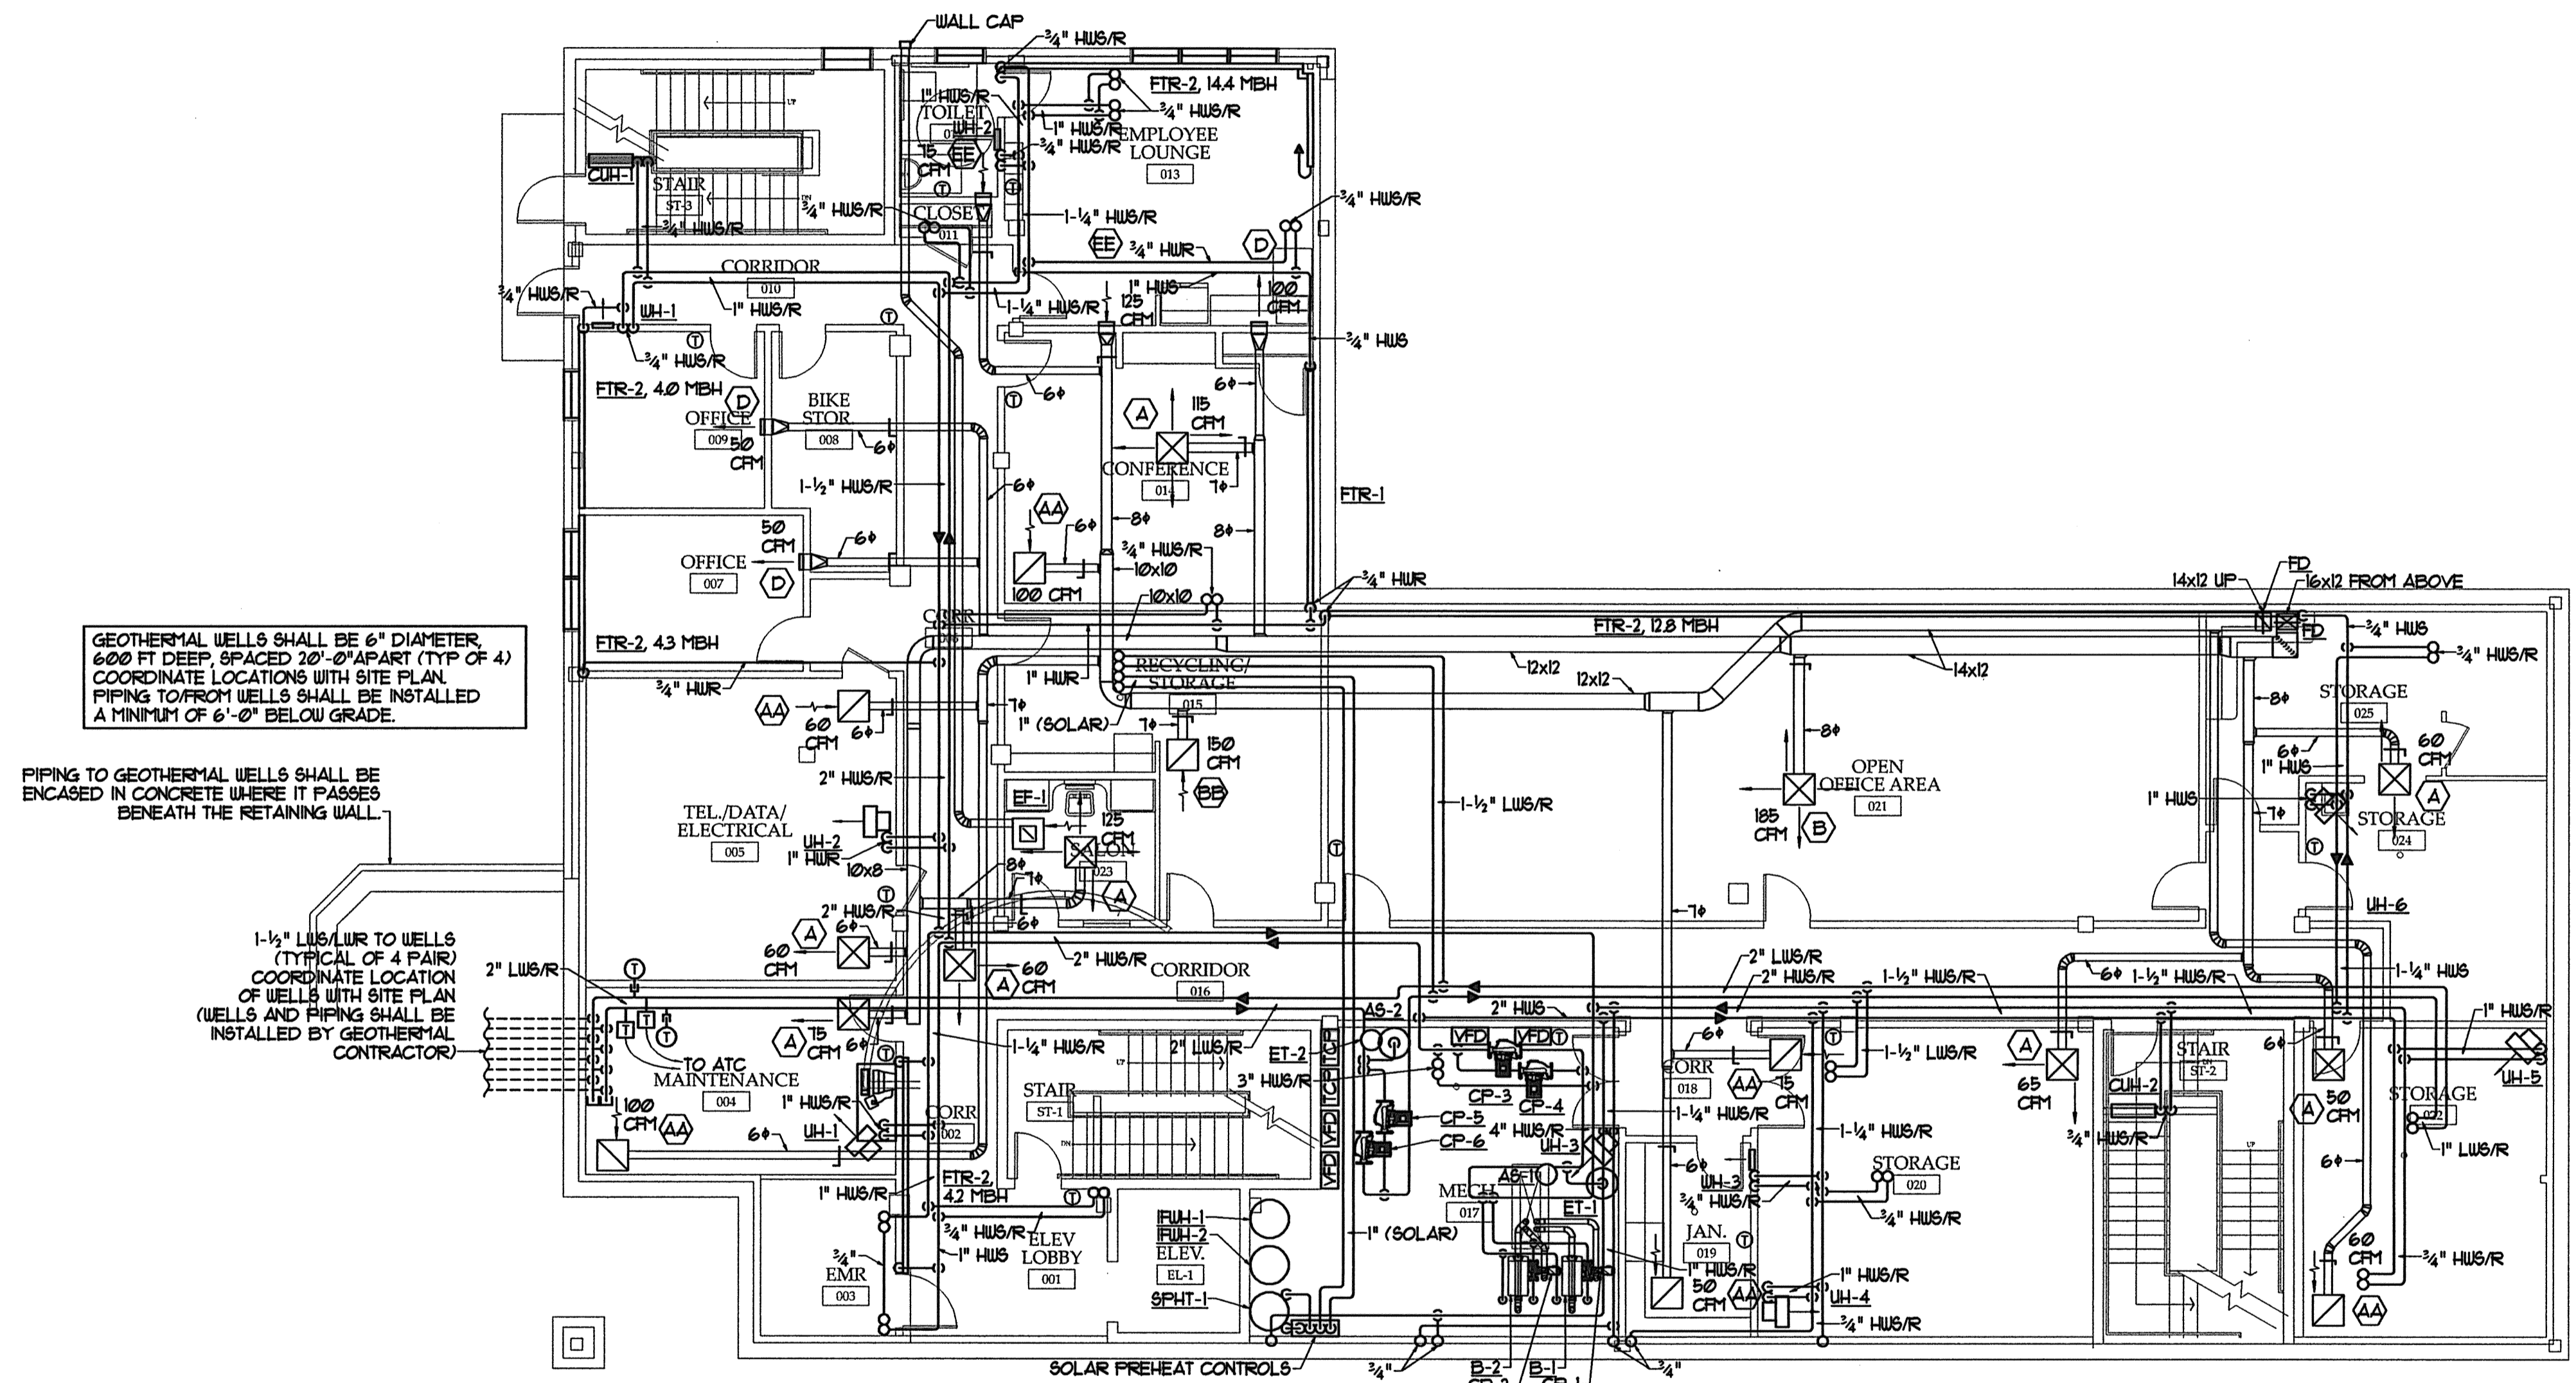 WALL CAP
¾" HWS/R
FTR-2, 14.4 MBH
1" HWS/R
¾" HWS/R
TOILET
WH-2
1" HWS/R
EMPLOYEE
LOUNGE
013
75
CFM
EE
¾" HWS/R
UP
CUH-1
STAIR
ST-3
DN
¾" HWS/R
¾" HWS/R
CLOSET
011
1-¼" HWS/R
¾" HWS/R
EE
¾" HWR
D
CORRIDOR
010
¾" HWS/R
1" HWS/R
WH-1
1" HWS
1-¼" HWS/R
125
CFM
100
CFM
¾" HWS/R
¾" HWS
FTR-2, 4.0 MBH
D
OFFICE
009
50
CFM
BIKE
STOR.
008
6ϕ
6ϕ
6ϕ
A
115
CFM
CONFERENCE
014
7ϕ
1-½" HWS/R
6ϕ
AA
6ϕ
8ϕ
8ϕ
FTR-1
50
CFM
6ϕ
OFFICE
007
D
¾" HWS/R
10x10
100 CFM
10x10
¾" HWR
FD
14x12 UP
16x12 FROM ABOVE
GEOTHERMAL WELLS SHALL BE 6" DIAMETER,
600 FT DEEP, SPACED 20'-0"APART (TYP OF 4)
COORDINATE LOCATIONS WITH SITE PLAN.
PIPING TO/FROM WELLS SHALL BE INSTALLED
A MINIMUM OF 6'-0" BELOW GRADE.
FTR-2, 4.3 MBH
CORR
FTR-2, 12.8 MBH
FD
¾" HWS
¾" HWS/R
¾" HWR
1" HWR
RECYCLING/
STORAGE
015
12x12
12x12
14x12
8ϕ
STORAGE
025
AA
60
CFM
6ϕ
7ϕ
1" (SOLAR)
7ϕ
150
CFM
BB
8ϕ
6ϕ
1" HWS
60
CFM
PIPING TO GEOTHERMAL WELLS SHALL BE
ENCASED IN CONCRETE WHERE IT PASSES
BENEATH THE RETAINING WALL.
2" HWS/R
TEL./DATA/
ELECTRICAL
005
EF-1
125
CFM
1-½" LWS/R
OPEN
OFFICE AREA
021
185
CFM
B
1" HWS
7ϕ
A
STORAGE
024
UH-2
1" HWR
10x8
SALON
023
8ϕ
7ϕ
A
2" HWS/R
7ϕ
UH-6
A
60
CFM
6ϕ
A
60
CFM
2" HWS/R
CORRIDOR
016
2" LWS/R
2" HWS/R
1-½" HWS/R
6ϕ
1-½" HWS/R
1-¼" HWS
1-½" LWS/LWR TO WELLS
(TYPICAL OF 4 PAIR)
COORDINATE LOCATION
OF WELLS WITH SITE PLAN
(WELLS AND PIPING SHALL BE
INSTALLED BY GEOTHERMAL
CONTRACTOR)
2" LWS/R
T
T
T
T
TO ATC
A
75
CFM
6ϕ
1-¼" HWS/R
2" LWS/R
AS-2
ET-2
3" HWS/R
TCP
TCP
VFD
VFD
2" HWS
VFD
VFD
CP-3
CP-4
CP-5
CP-6
6ϕ
CORR
018
AA
75
CFM
1-½" LWS/R
A
65
CFM
CUH-2
STAIR
ST-2
DN
6ϕ
A
50
CFM
1" HWS/R
UH-5
STORAGE
022
1" LWS/R
MAINTENANCE
004
100
CFM
AA
1" HWS/R
UH-1
6ϕ
CORR
002
STAIR
ST-1
UP
DN
1-¼" HWS/R
4" HWS/R
UH-3
1-¼" HWS/R
¾" HWS/R
UP
6ϕ
1" HWS/R
FTR-2,
4.2 MBH
¾" HWS/R
ELEV
LOBBY
001
1" HWS
¾"
EMR
003
IFWH-1
IFWH-2
ELEV.
EL-1
SPHT-1
1" (SOLAR)
MECH
017
AS-1
ET-1
6ϕ
WH-3
¾" HWS/R
STORAGE
020
¾" HWS/R
JAN.
019
1" HWS/R
50
CFM
AA
1" HWS/R
UH-4
¾" HWS/R
60
CFM
¾" HWS/R
AA
SOLAR PREHEAT CONTROLS
¾"
B-2
B-1
¾"